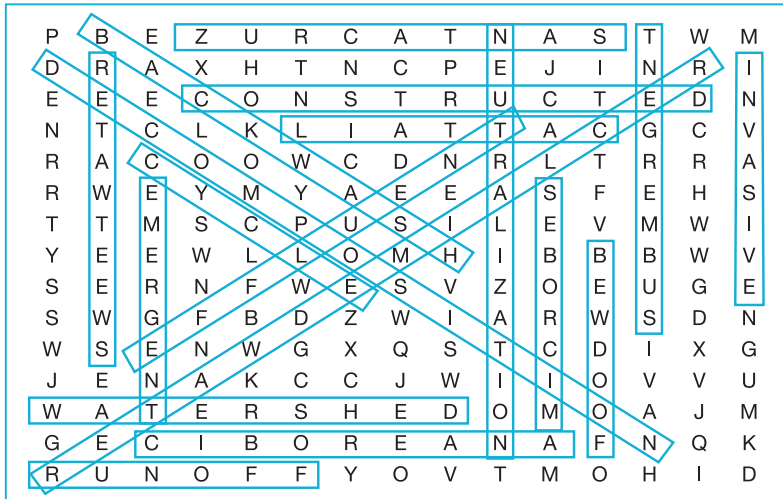 P B E Z U R C A T N A S T W M
D R A X H T N C P E J I N R I
E E E C O N S T R U C T E D N
N T C L K L I A T T A C G C V
R A C O O W C D N R L T R R A
R W E Y M Y A E E A S F E H S
T T M S C P U S I L E V M W I
Y E E W L L O M H I B B B W V
S E R N F W E S V Z O E U G E
S W G F B D Z W I A R W S D N
W S E N W G X Q S T C D I X G
J E N A K C C J W I I O V V U
W A T E R S H E D O M O A J M
G E C I B O R E A N A F N Q K
R U N O F F Y O V T M O H I D